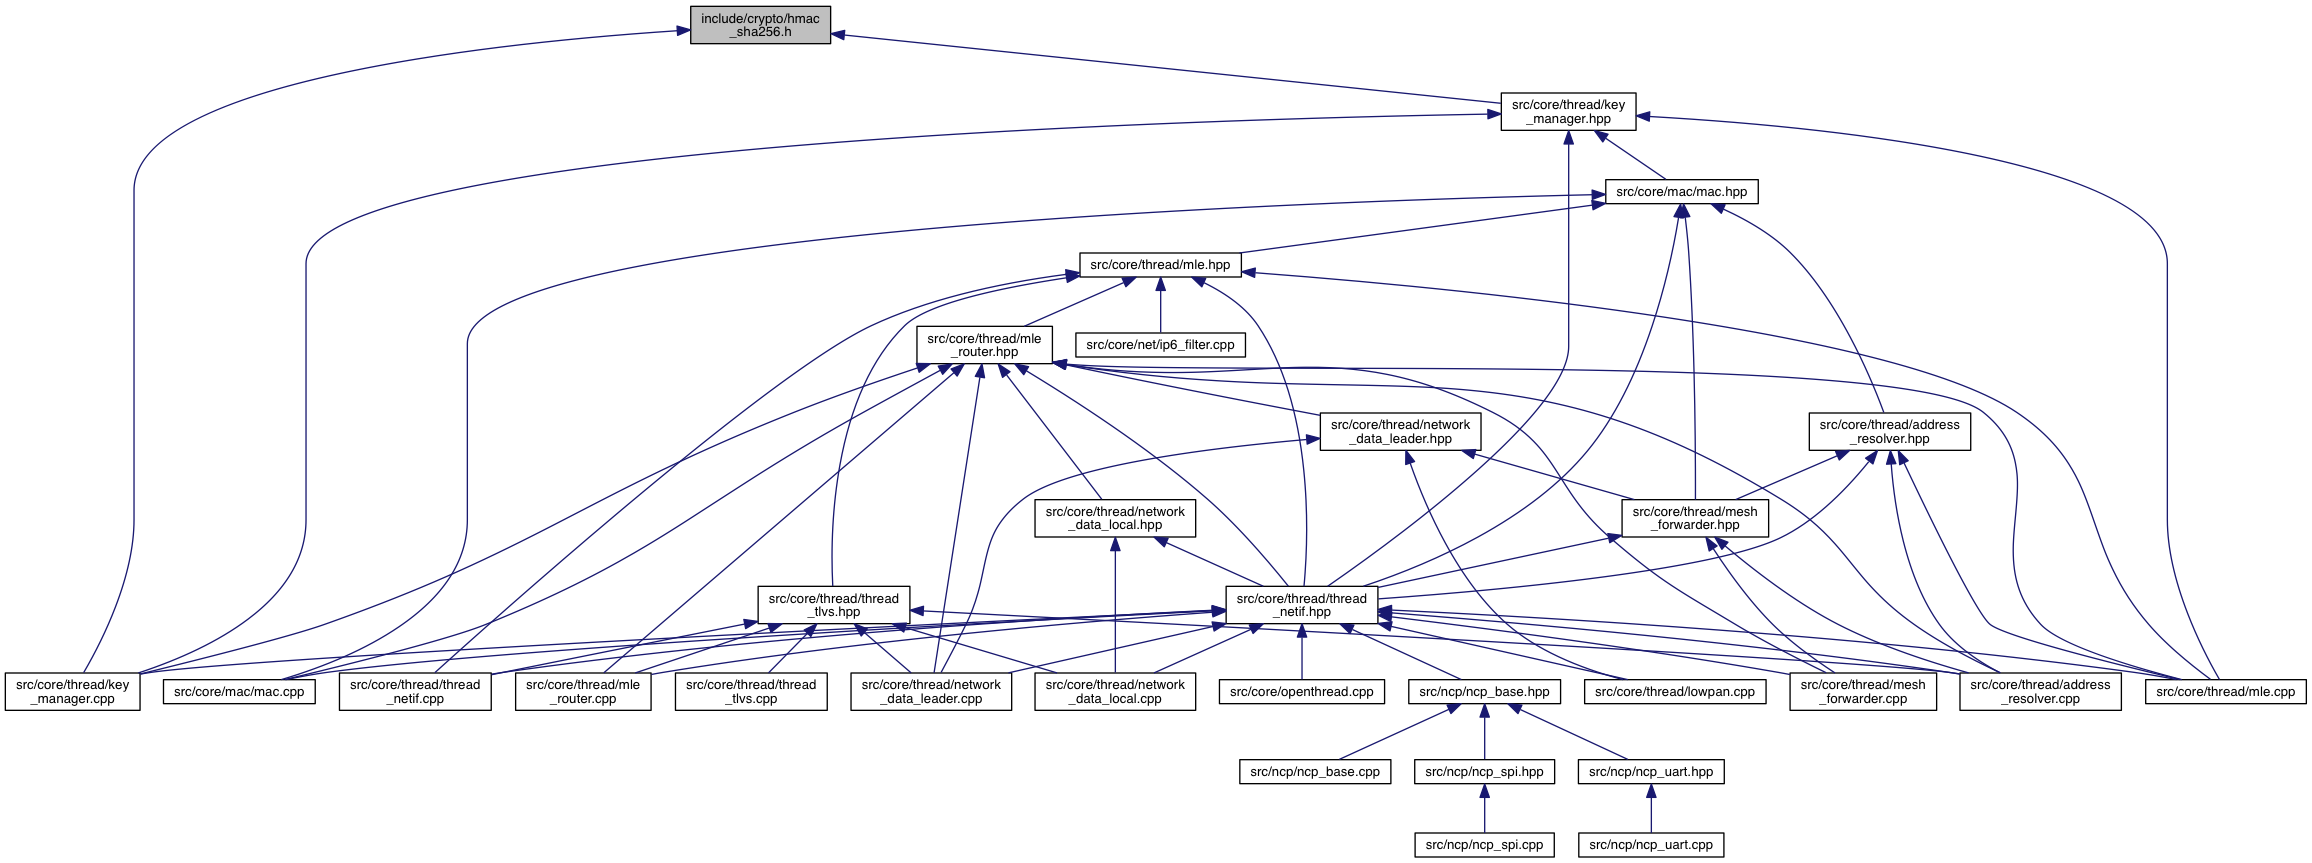 include/crypto/hmac
_sha256.h
src/core/thread/key
_manager.hpp
src/core/mac/mac.hpp
src/core/thread/mle.hpp
src/core/thread/mle
_router.hpp
src/core/net/ip6_filter.cpp
src/core/thread/network
_data_leader.hpp
src/core/thread/address
_resolver.hpp
src/core/thread/network
_data_local.hpp
src/core/thread/mesh
_forwarder.hpp
src/core/thread/thread
_tlvs.hpp
src/core/thread/thread
_netif.hpp
src/core/thread/key
_manager.cpp
src/core/mac/mac.cpp
src/core/thread/thread
_netif.cpp
src/core/thread/mle
_router.cpp
src/core/thread/thread
_tlvs.cpp
src/core/thread/network
_data_leader.cpp
src/core/thread/network
_data_local.cpp
src/core/openthread.cpp
src/ncp/ncp_base.hpp
src/core/thread/lowpan.cpp
src/core/thread/mesh
_forwarder.cpp
src/core/thread/address
_resolver.cpp
src/core/thread/mle.cpp
src/ncp/ncp_base.cpp
src/ncp/ncp_spi.hpp
src/ncp/ncp_uart.hpp
src/ncp/ncp_spi.cpp
src/ncp/ncp_uart.cpp